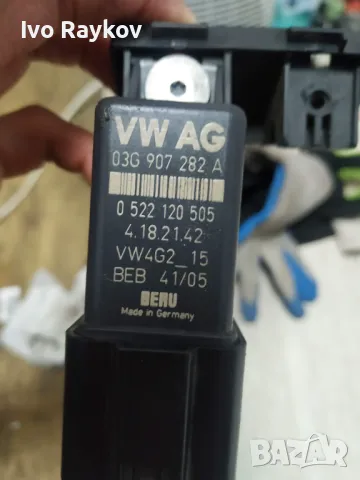 Ivo Raykov
VW AG
03G 907 282 A
0 522 120 505
4.18.21.42
VW4G2_15
BEB 41/05
BERU
Made in Germany
BAZAR